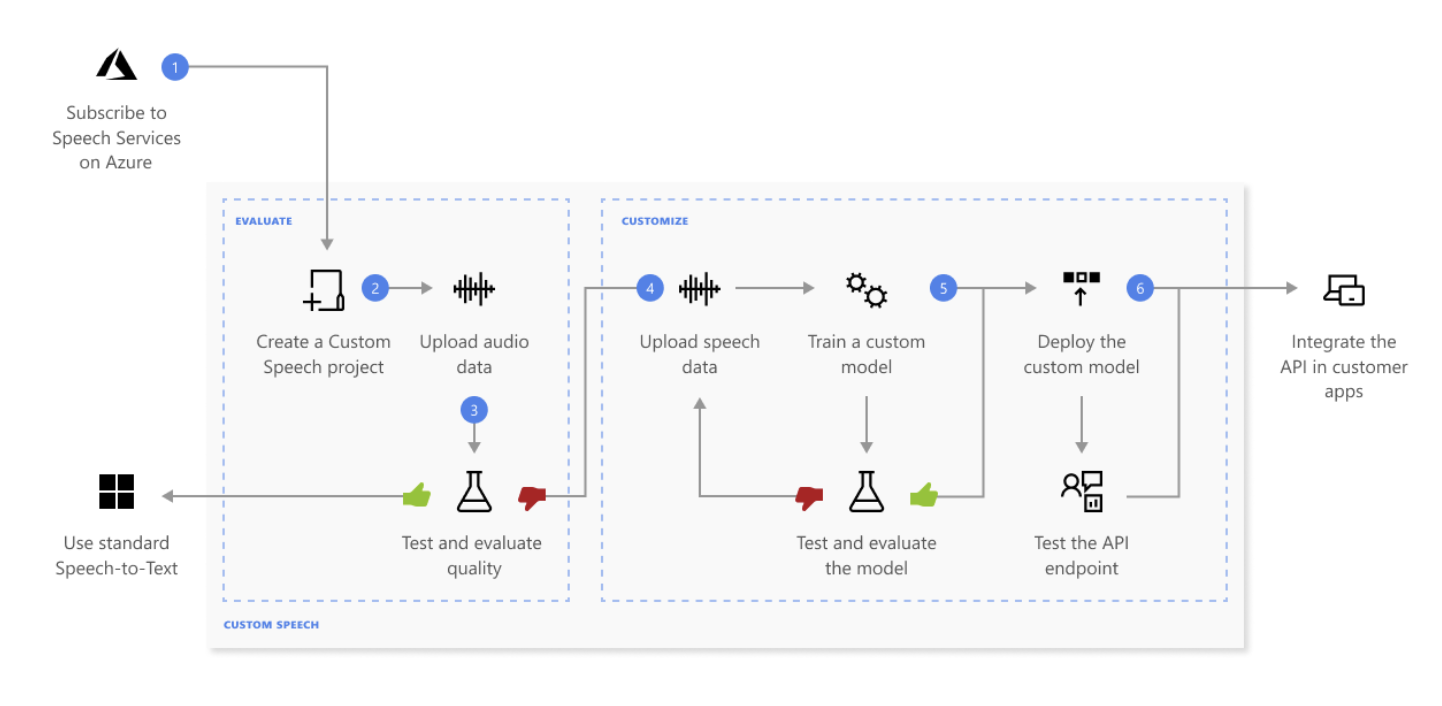 1
Subscribe to
Speech Services
on Azure
EVALUATE
2
Create a Custom
Speech project
Upload audio
data
3
Test and evaluate
quality
Use standard
Speech-to-Text
CUSTOMIZE
4
Upload speech
data
Train a custom
model
5
Test and evaluate
the model
Deploy the
custom model
6
Test the API
endpoint
Integrate the
API in customer
apps
CUSTOM SPEECH